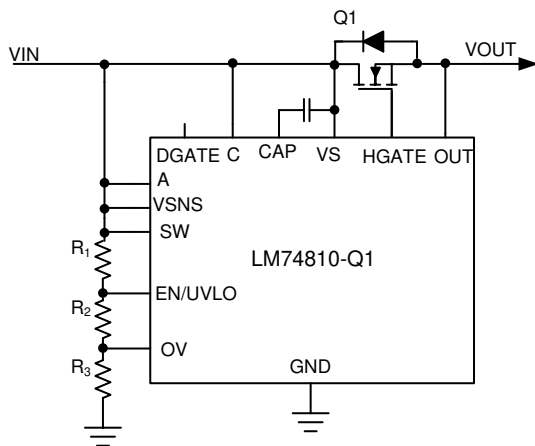 Q1
VIN
VOUT
DGATE C CAP VS HGATE OUT
A
VSNS
SW
R1
LM74810-Q1
EN/UVLO
R2
OV
R3
GND